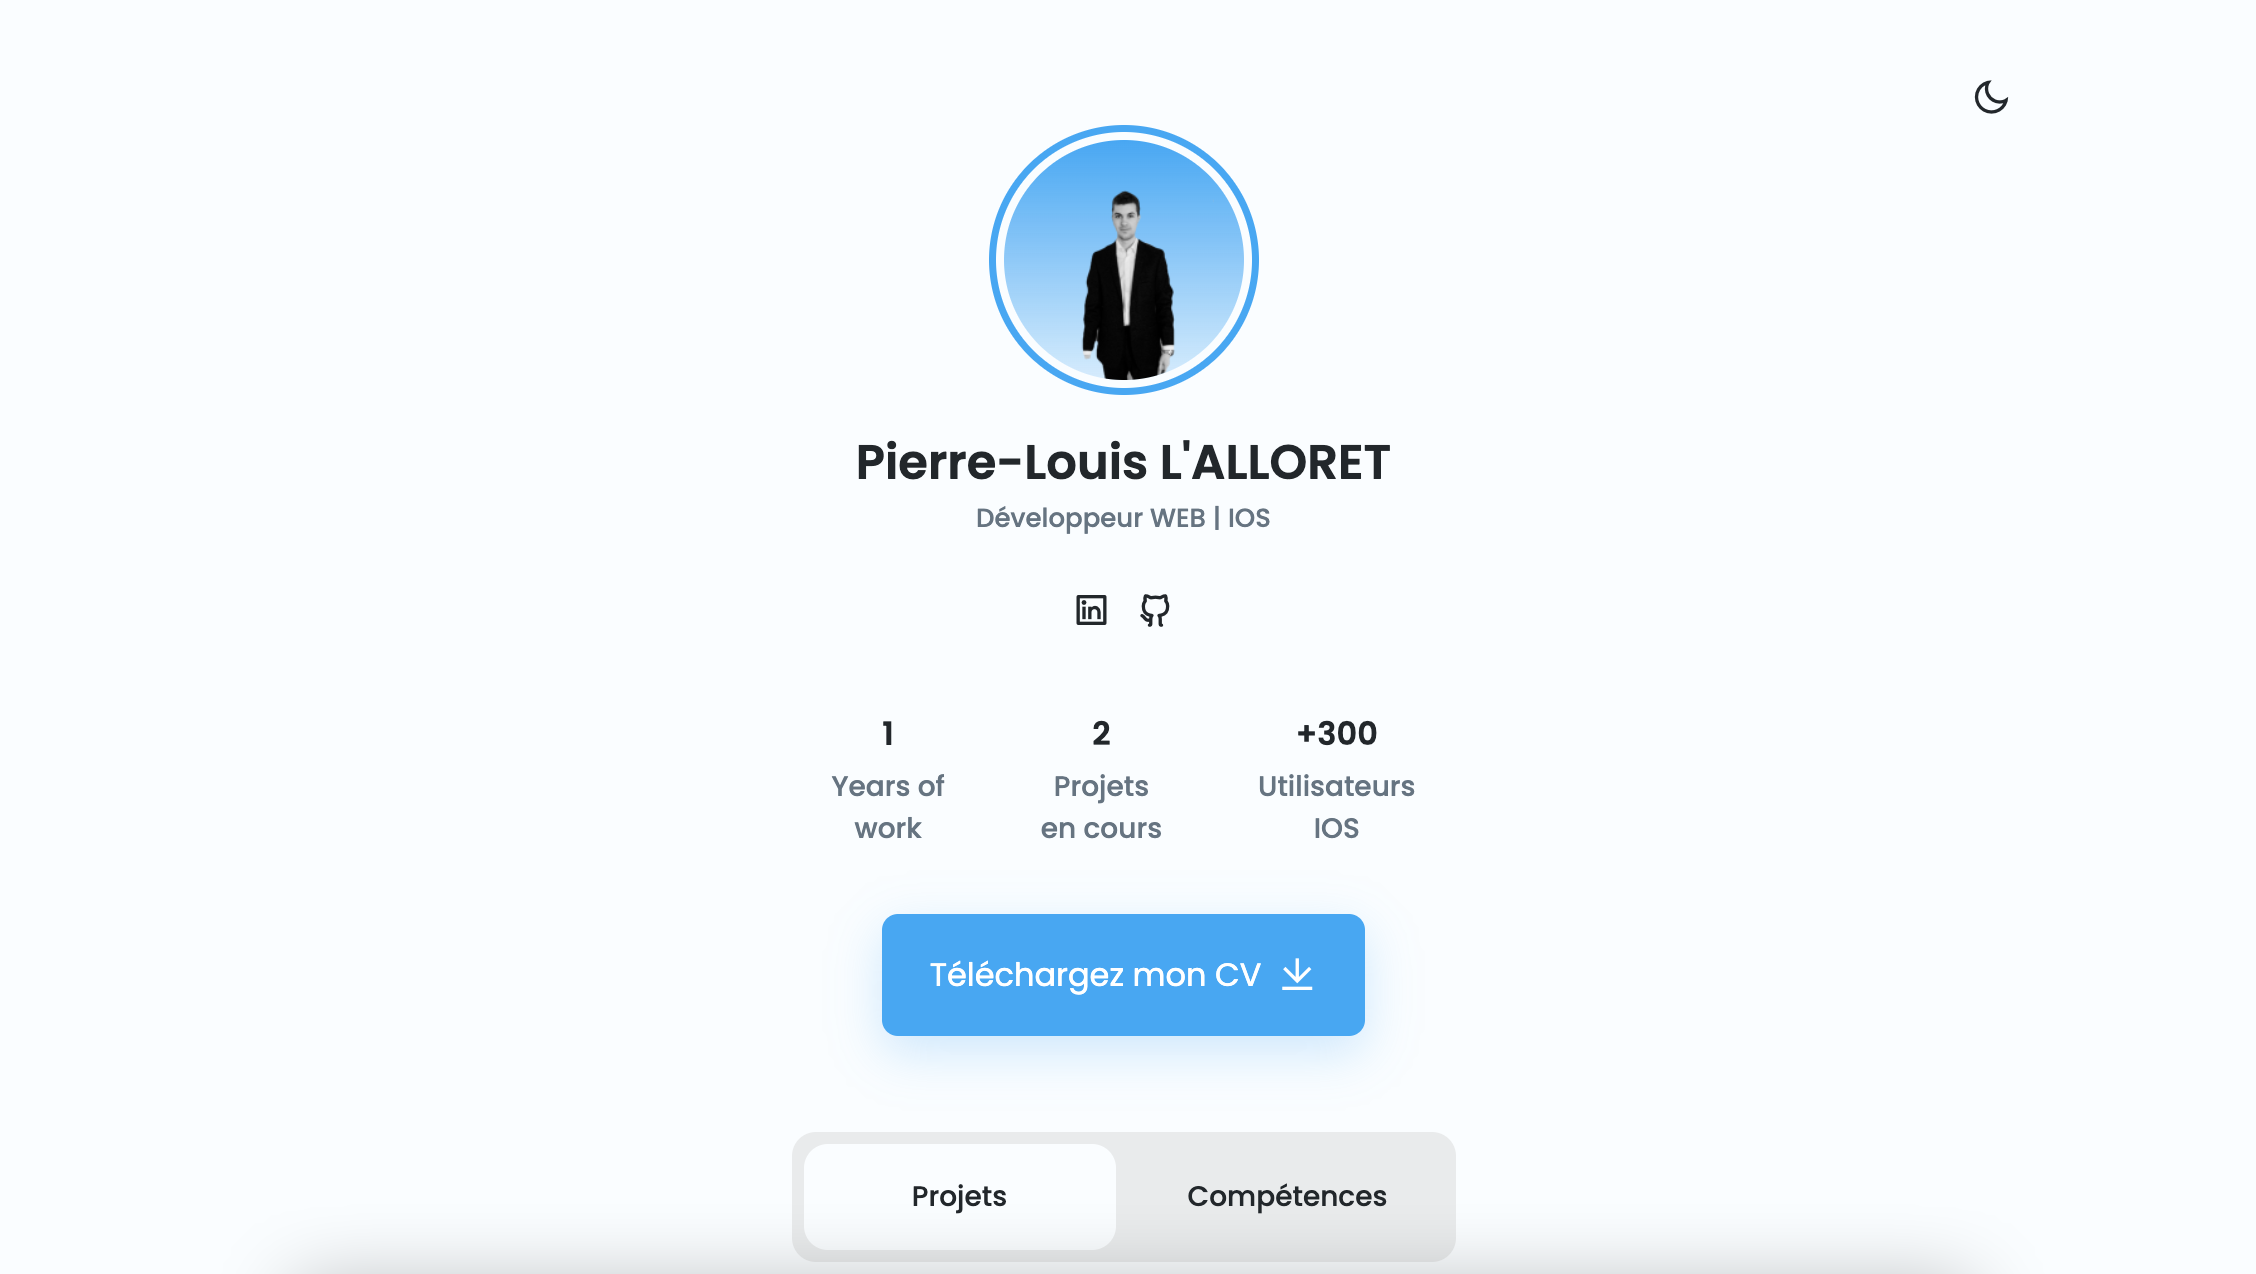 Pierre-Louis L'ALLORET
Développeur WEB | IOS
in
1
Years of
work
2
Projets
en cours
+300
Utilisateurs
IOS
Téléchargez mon CV
Projets
Compétences